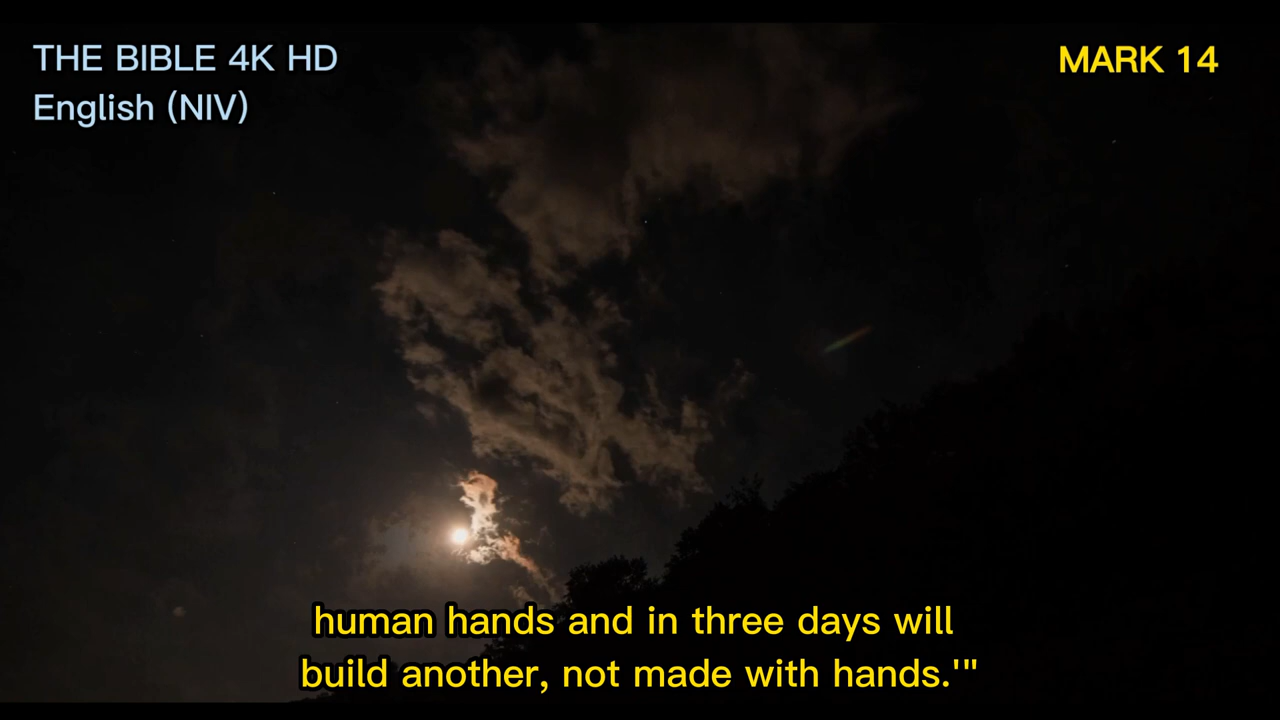 THE BIBLE 4K HD
English (NIV)
MARK 14
human hands and in three days will
build another, not made with hands.'"